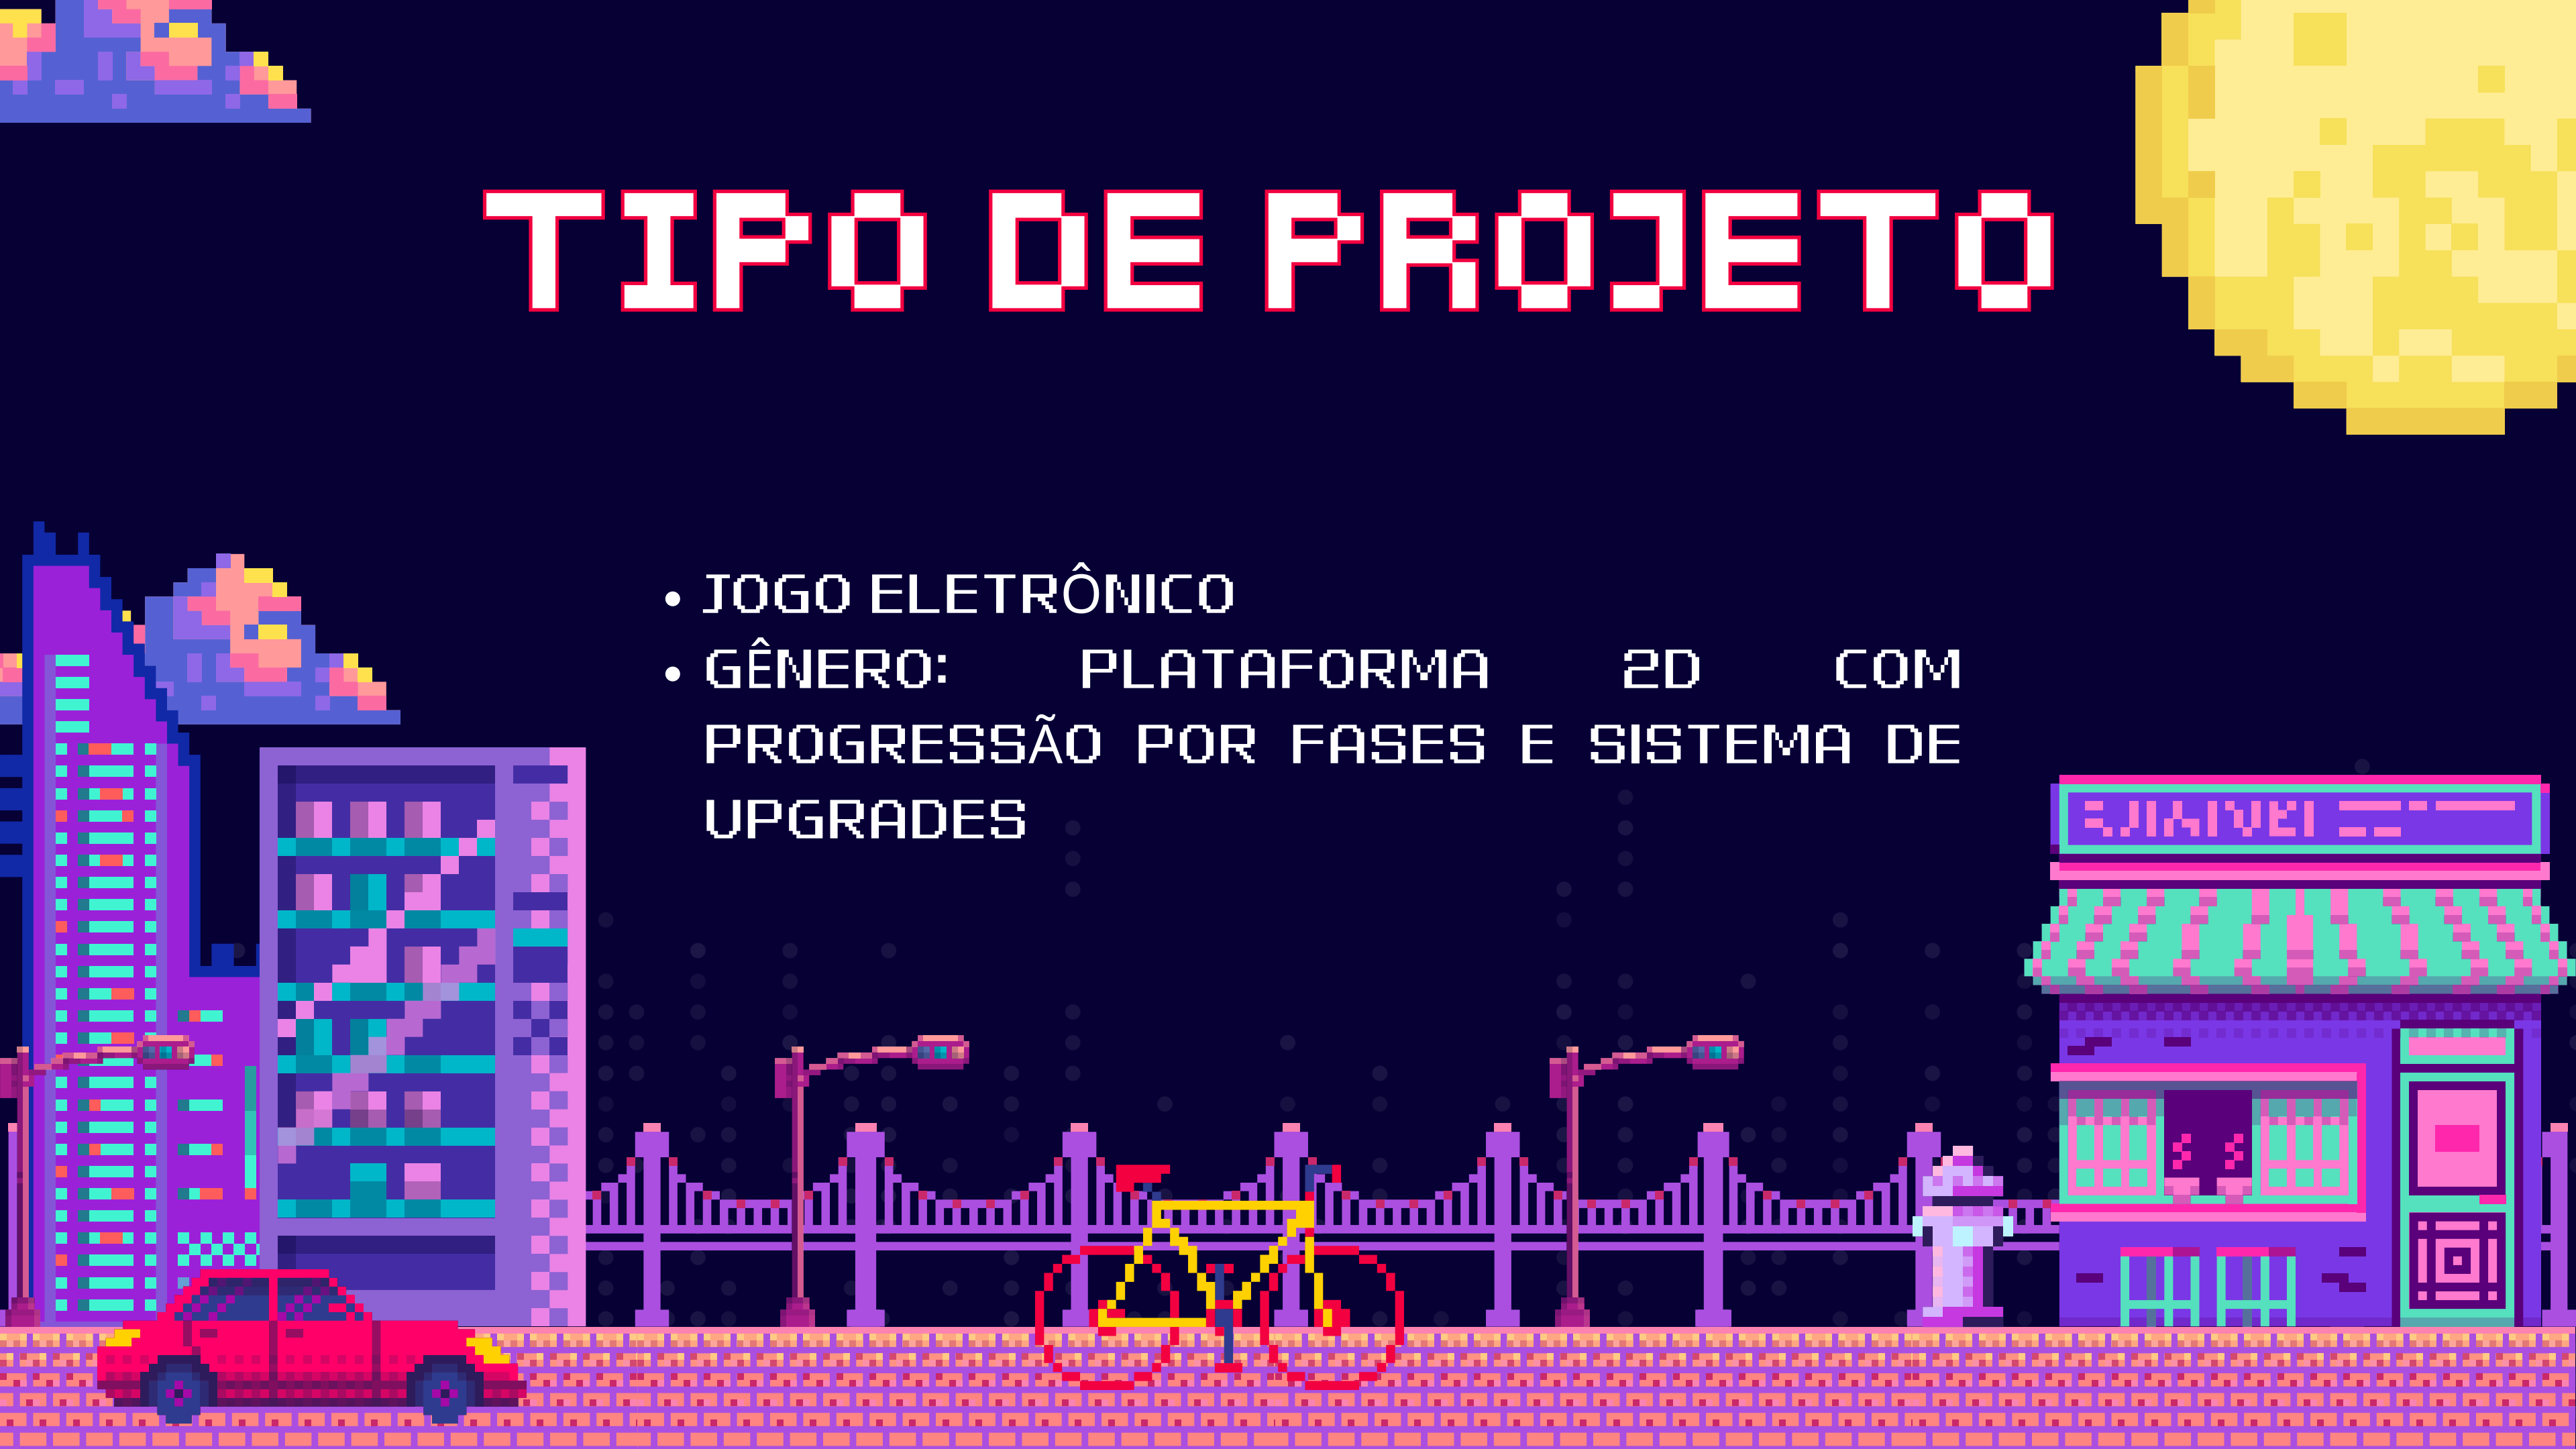 TIPO DE PROJETO
• JOGO ELETRÔNICO
• GÊNERO: PLATAFORMA 2D COM
PROGRESSÃO POR FASES E SISTEMA DE
UPGRADES